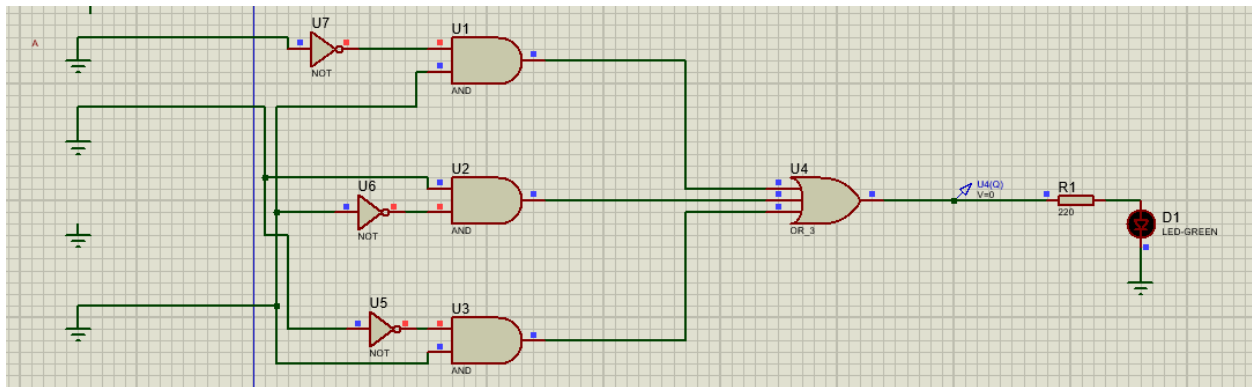 U7
A
NOT
U1
AND
U2
AND
U6
NOT
U5
NOT
U3
AND
U4
OR_3
U4(Q)
V=0
R1
220
D1
LED-GREEN